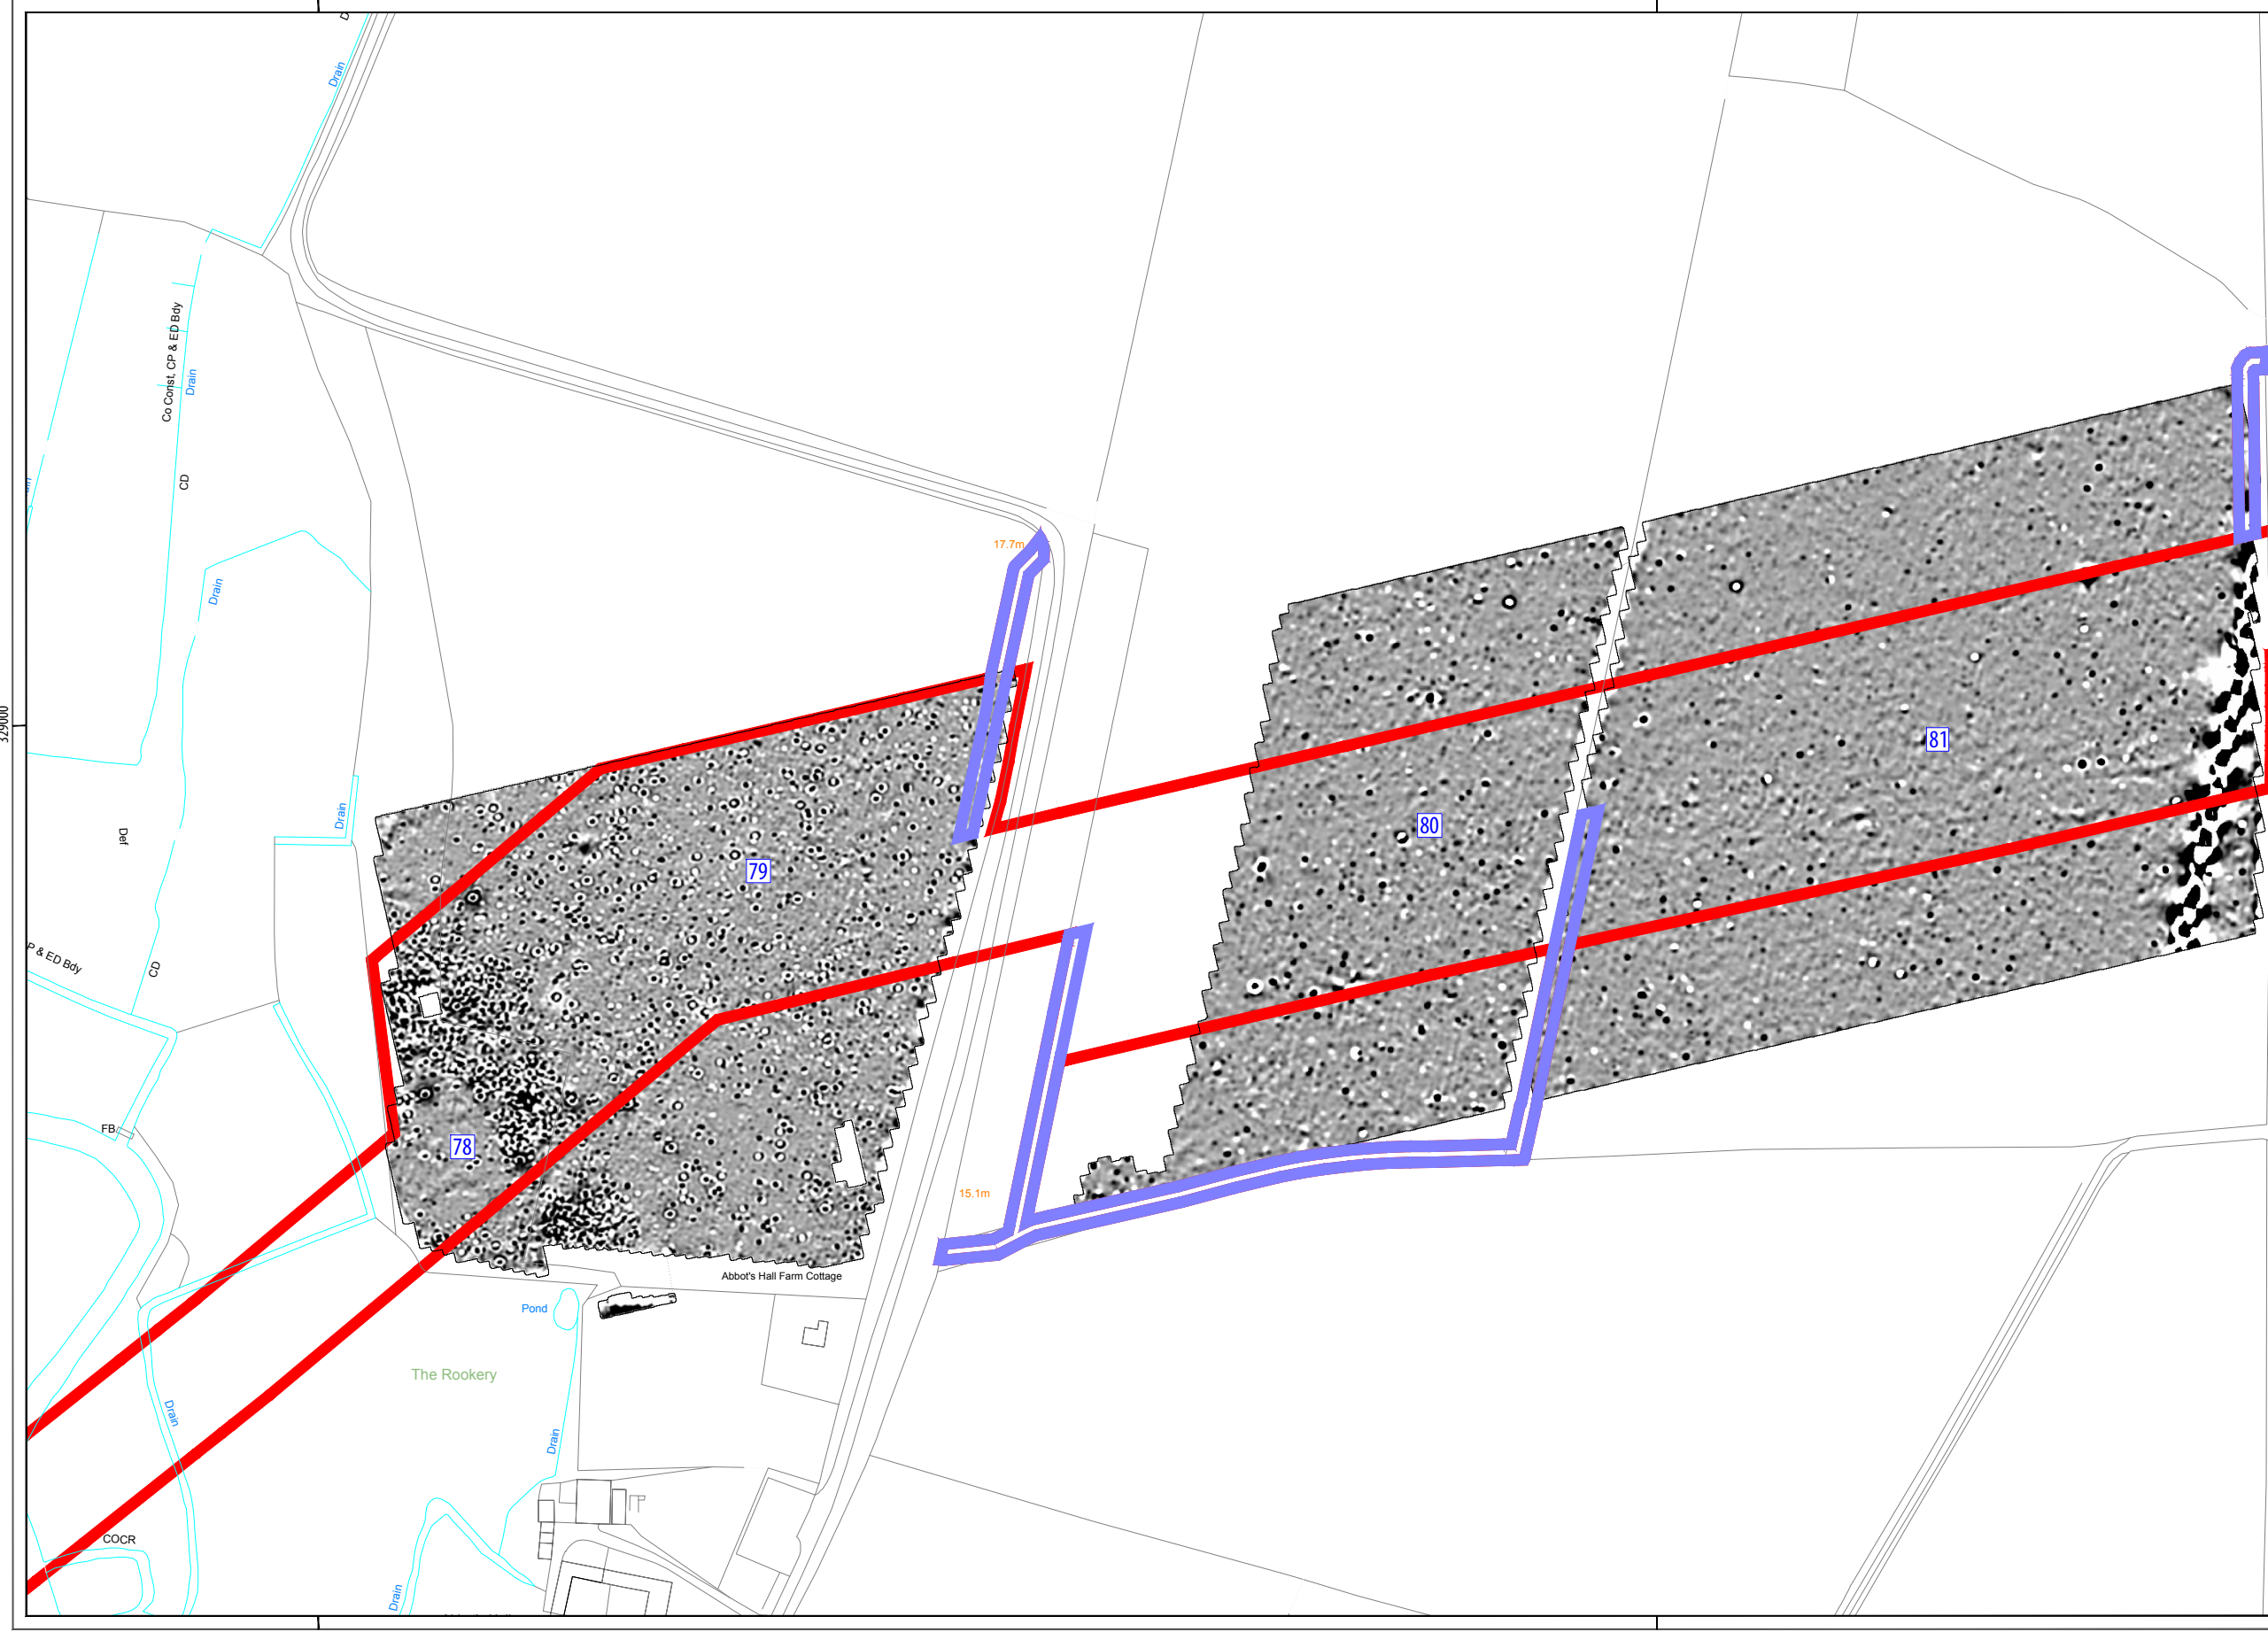 D
Drain
Co Const, CP & ED Bdy
Drain
CD
17.7m
Drain
329000
81
Drain
80
Def
79
P & ED Bdy
CD
FB
78
15.1m
Abbot's Hall Farm Cottage
Pond
The Rookery
Drain
Drain
COCR
Drain